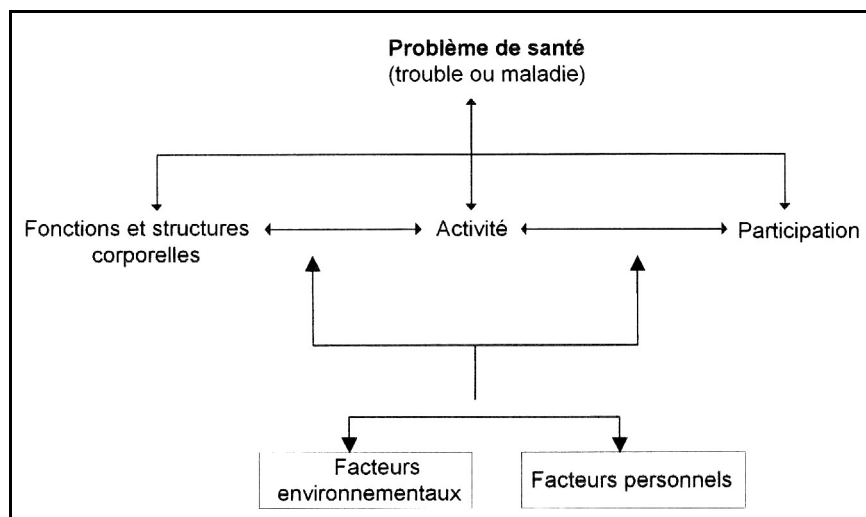 Problème de santé
(trouble ou maladie)
Fonctions et structures
corporelles
Activité
Participation
Facteurs
environnementaux
Facteurs personnels